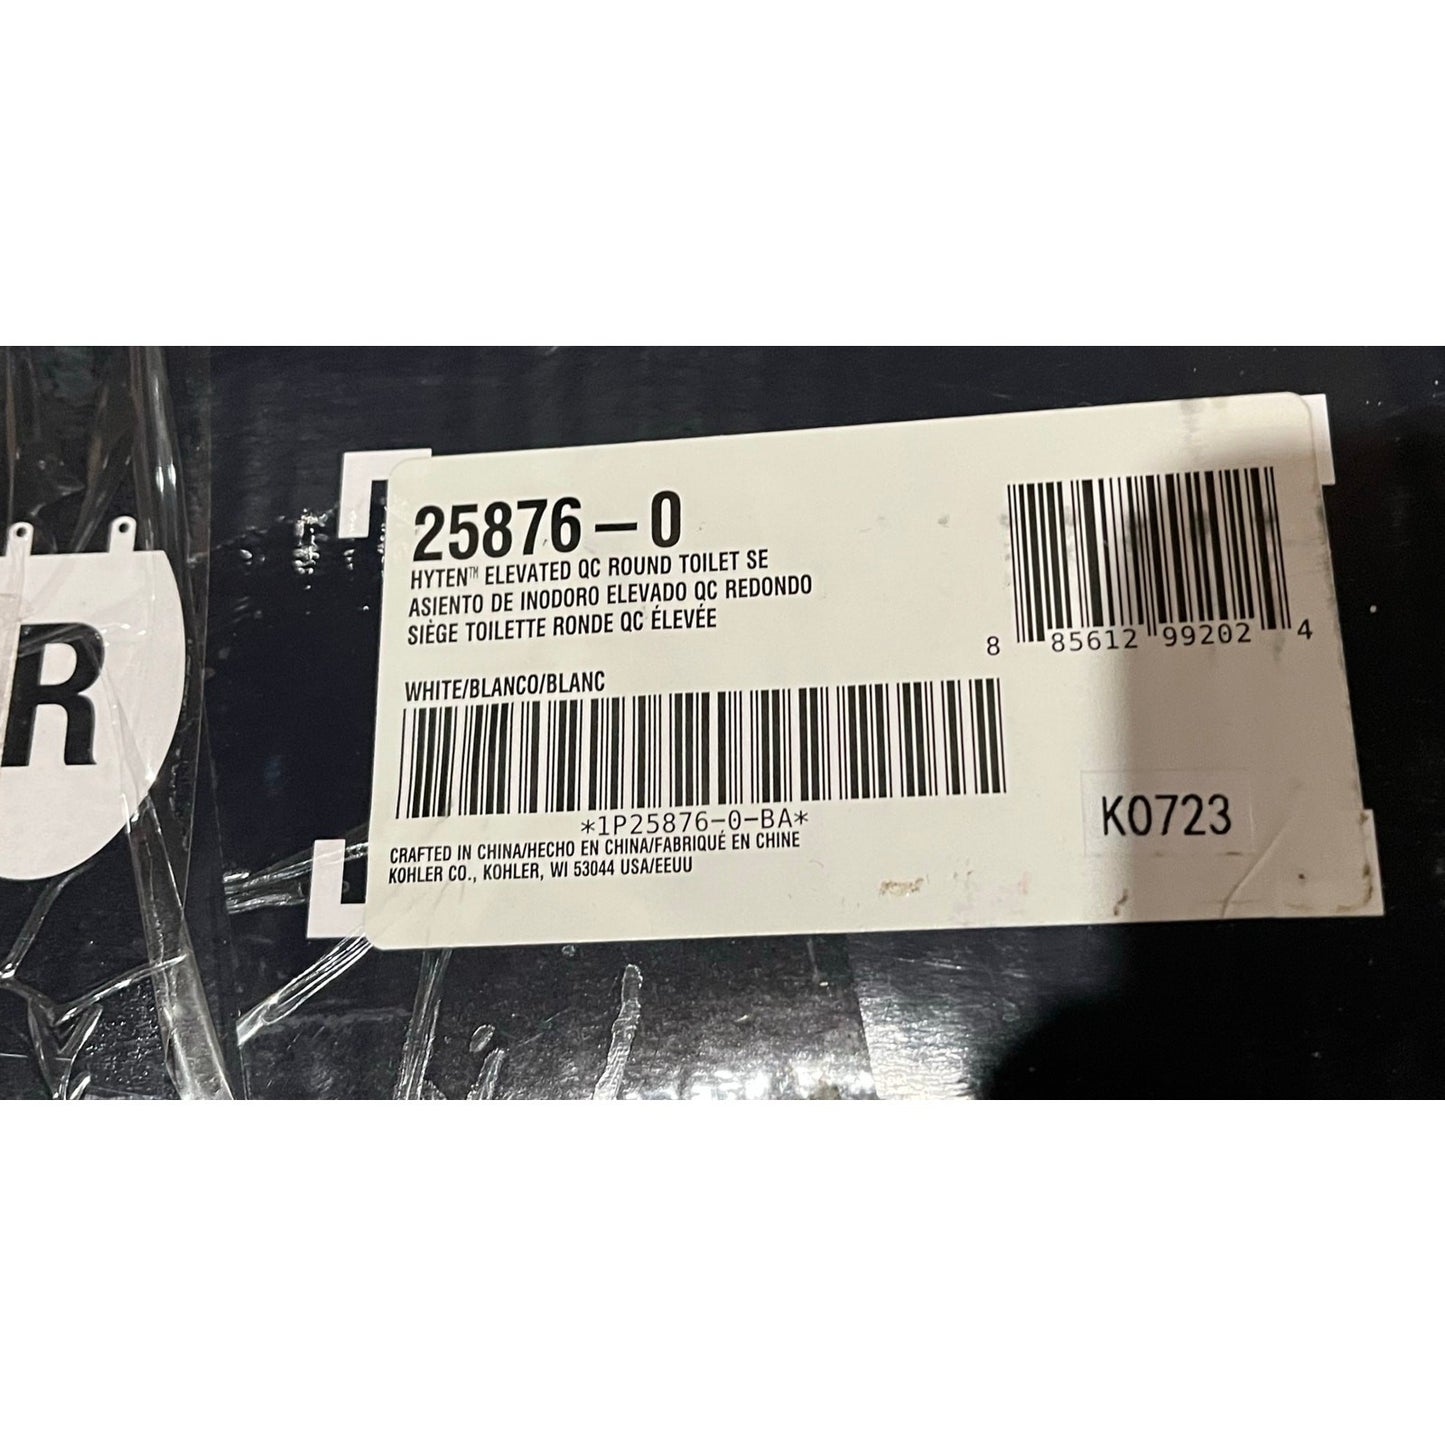 R
25876-0
HYTEN™ ELEVATED QC ROUND TOILET SE
ASIENTO DE INODORO ELEVADO QC REDONDO
SIÈGE TOILETTE RONDE QC ÉLEVÉE
8 85612 99202 4
WHITE/BLANCO/BLANC
*1P25876-0-BA*
K0723
CRAFTED IN CHINA/HECHO EN CHINA/FABRIQUÉ EN CHINE
KOHLER CO., KOHLER, WI 53044 USA/EEUU